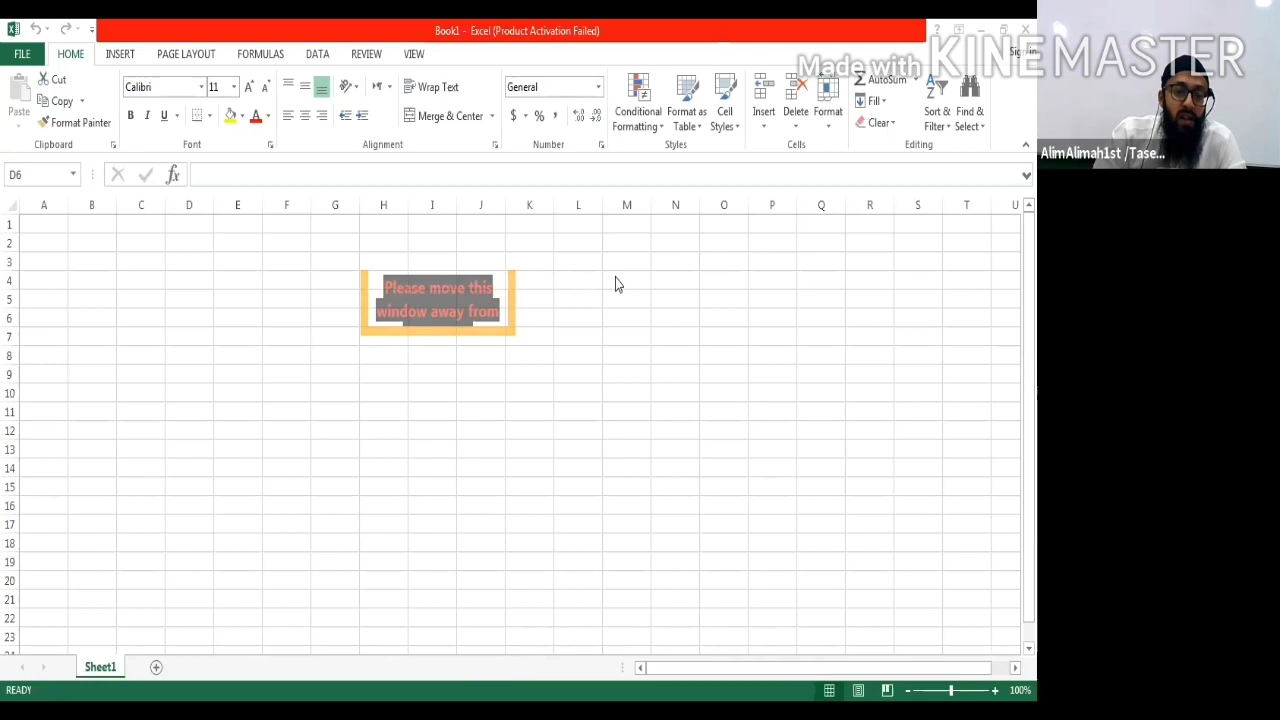 Book1 - Excel (Product Activation Failed)
Made with KINEMASTER
Sign in
FILE HOME INSERT PAGE LAYOUT FORMULAS DATA REVIEW VIEW
Paste
Cut
Copy
Format Painter
Clipboard
Calibri 11
B I U
Font
Wrap Text
Merge & Center
Alignment
General
$ % ,
Number
Conditional Formatting
Format as Table
Cell Styles
Styles
Insert
Delete
Format
Cells
AutoSum
Fill
Clear
Sort & Filter
Find & Select
Editing
AlimAlimah1st /Tase...
D6
fx
A B C D E F G H I J K L M N O P Q R S T U
1
2
3
4
5
6
7
8
9
10
11
12
13
14
15
16
17
18
19
20
21
22
23
Please move this
window away from
Sheet1
READY
100%